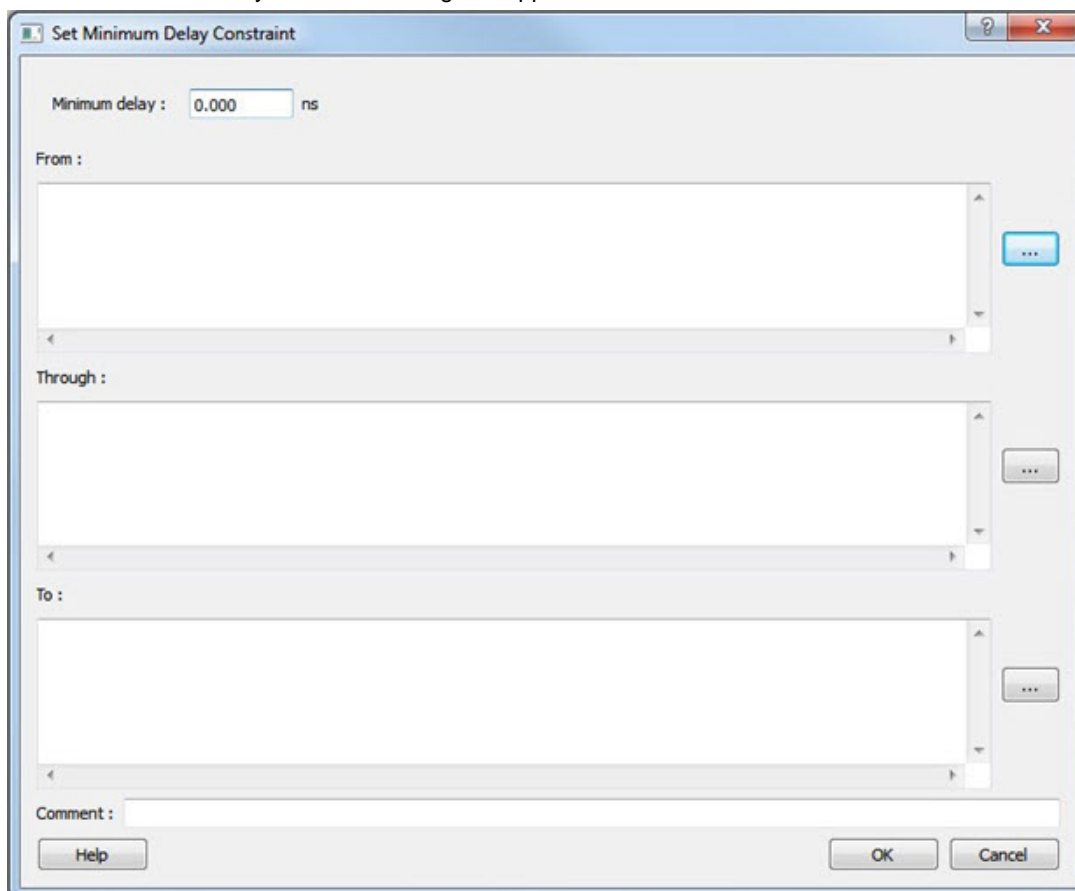 Set Minimum Delay Constraint
?
Minimum delay : 0.000 ns
From :
...
Through :
...
To :
...
Comment :
Help OK Cancel